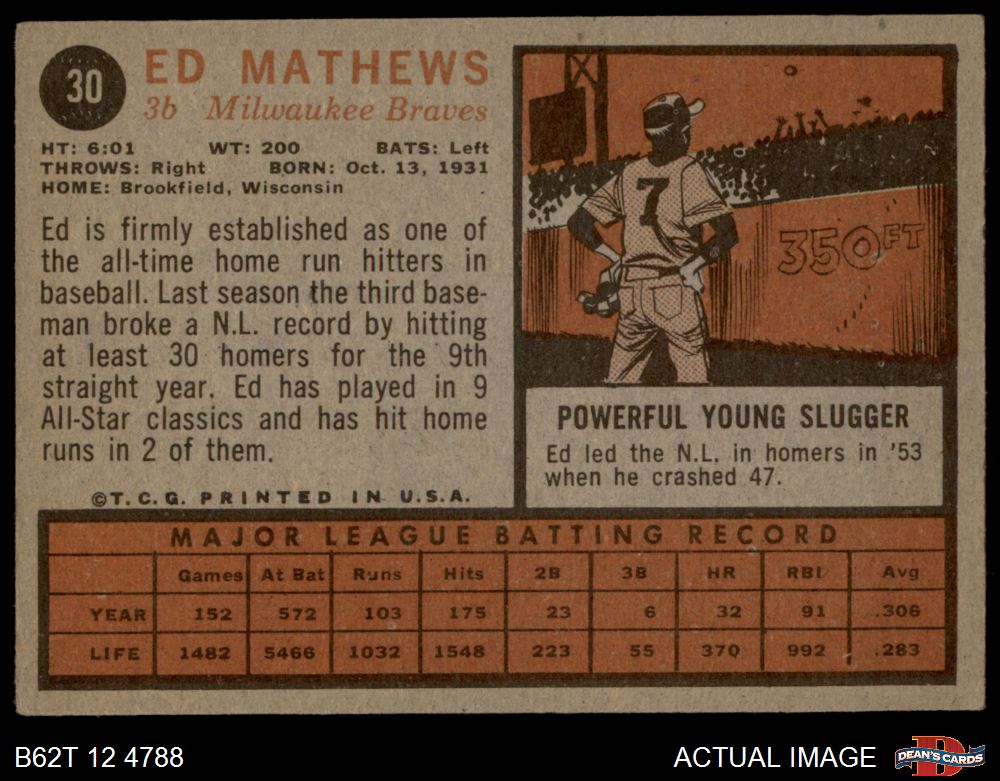 30
ED MATHEWS
3b Milwaukee Braves
HT: 6:01 WT: 200 BATS: Left
THROWS: Right BORN: Oct. 13, 1931
HOME: Brookfield, Wisconsin
Ed is firmly established as one of
the all-time home run hitters in
baseball. Last season the third base-
man broke a N.L. record by hitting
at least 30 homers for the 9th
straight year. Ed has played in 9
All-Star classics and has hit home
runs in 2 of them.
©T.C.G. PRINTED IN U.S.A.
7
350FT
POWERFUL YOUNG SLUGGER
Ed led the N.L. in homers in '53
when he crashed 47.
MAJOR LEAGUE BATTING RECORD
Games At Bat Runs Hits 2B 3B HR RBI Avg
YEAR 152 572 103 175 23 6 32 91 .306
LIFE 1482 5466 1032 1548 223 55 370 992 .283
B62T 12 4788 ACTUAL IMAGE
D
DEAN'S CARDS